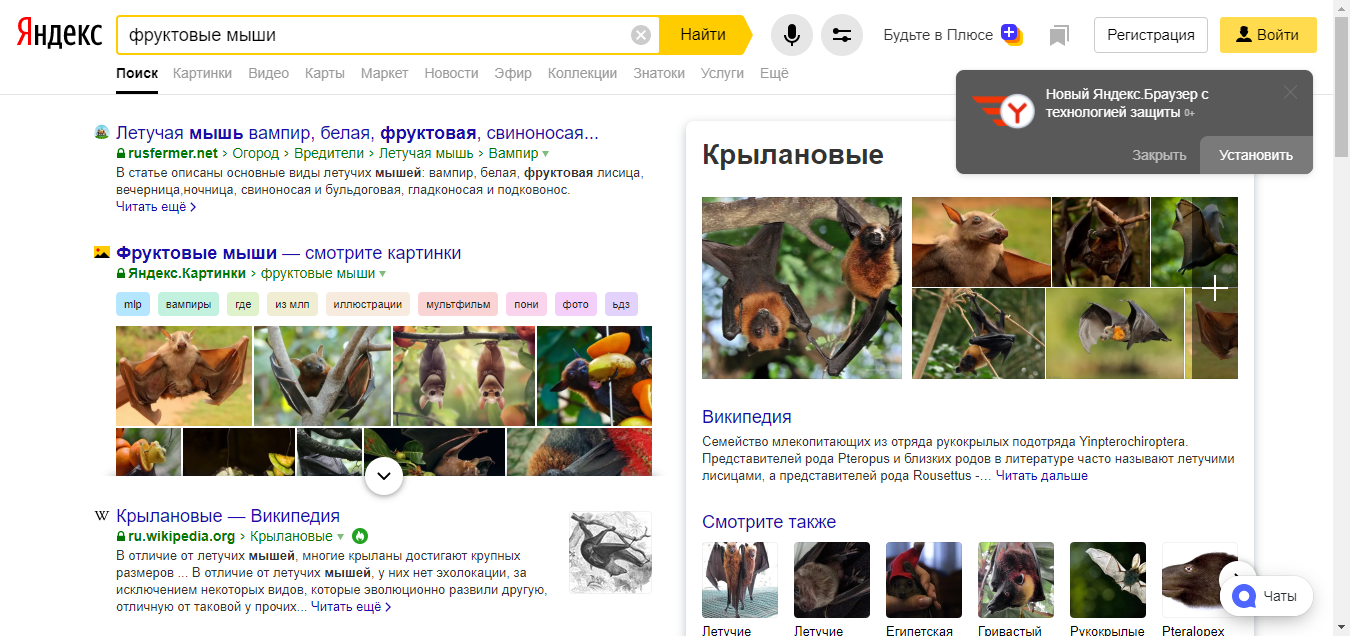 Яндекс
фруктовые мыши
Найти
Будьте в Плюсе
Регистрация
Войти
Поиск Картинки Видео Карты Маркет Новости Эфир Коллекции Знатоки Услуги Ещё
Новый Яндекс.Браузер с
технологией защиты 0+
Закрыть
Установить
Летучая мышь вампир, белая, фруктовая, свиноносая...
rusfermer.net › Огород › Вредители › Летучая мышь › Вампир
В статье описаны основные виды летучих мышей: вампир, белая, фруктовая лисица,
вечерница,ночница, свиноносая и бульдоговая, гладконосая и подковонос.
Читать ещё
Фруктовые мыши — смотрите картинки
Яндекс.Картинки › фруктовые мыши
mlp вампиры где из млп иллюстрации мультфильм пони фото ьдз
W
Крылановые — Википедия
ru.wikipedia.org › Крылановые
В отличие от летучих мышей, многие крыланы достигают крупных
размеров ... В отличие от летучих мышей, у них нет эхолокации, за
исключением некоторых видов, которые эволюционно развили другую,
отличную от таковой у прочих... Читать ещё
Крылановые
Википедия
Семейство млекопитающих из отряда рукокрылых подотряда Yinpterochiroptera.
Представителей рода Pteropus и близких родов в литературе часто называют летучими
лисицами, а представителей рода Rousettus -... Читать дальше
Смотрите также
Летучие Летучие Египетская Гривастый Рукокрылые Pteralopex
Чаты